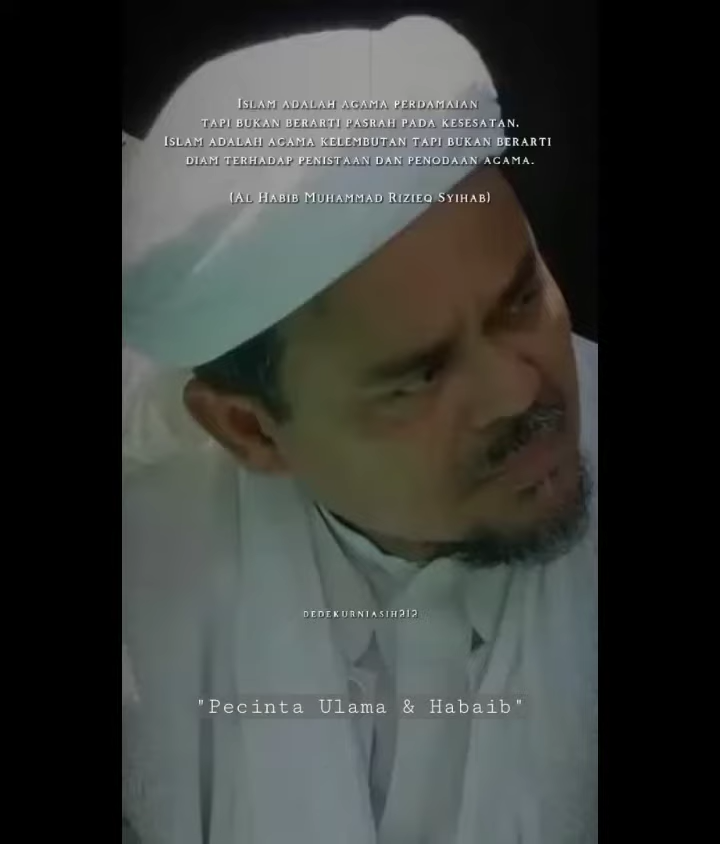 Islam adalah agama perdamaian
tapi bukan berarti pasrah pada kesesatan.
Islam adalah agama kelembutan tapi bukan berarti
diam terhadap penistaan dan penodaan agama.
(Al Habib Muhammad Rizieq Syihab)
dedekurniasih212
"Pecinta Ulama & Habaib"